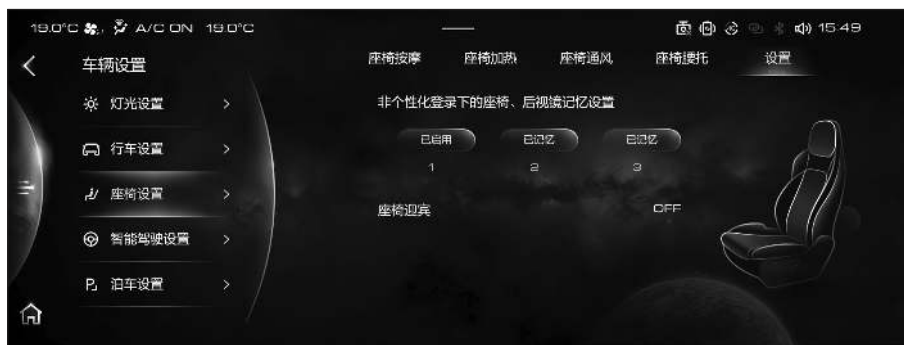 19.0°C A/C ON 19.0°C 15:49
车辆设置
座椅按摩 座椅加热 座椅通风 座椅腰托 设置
灯光设置
行车设置
座椅设置
智能驾驶设置
泊车设置
非个性化登录下的座椅、后视镜记忆设置
已启用 已记忆 已记忆
1 2 3
座椅迎宾 OFF